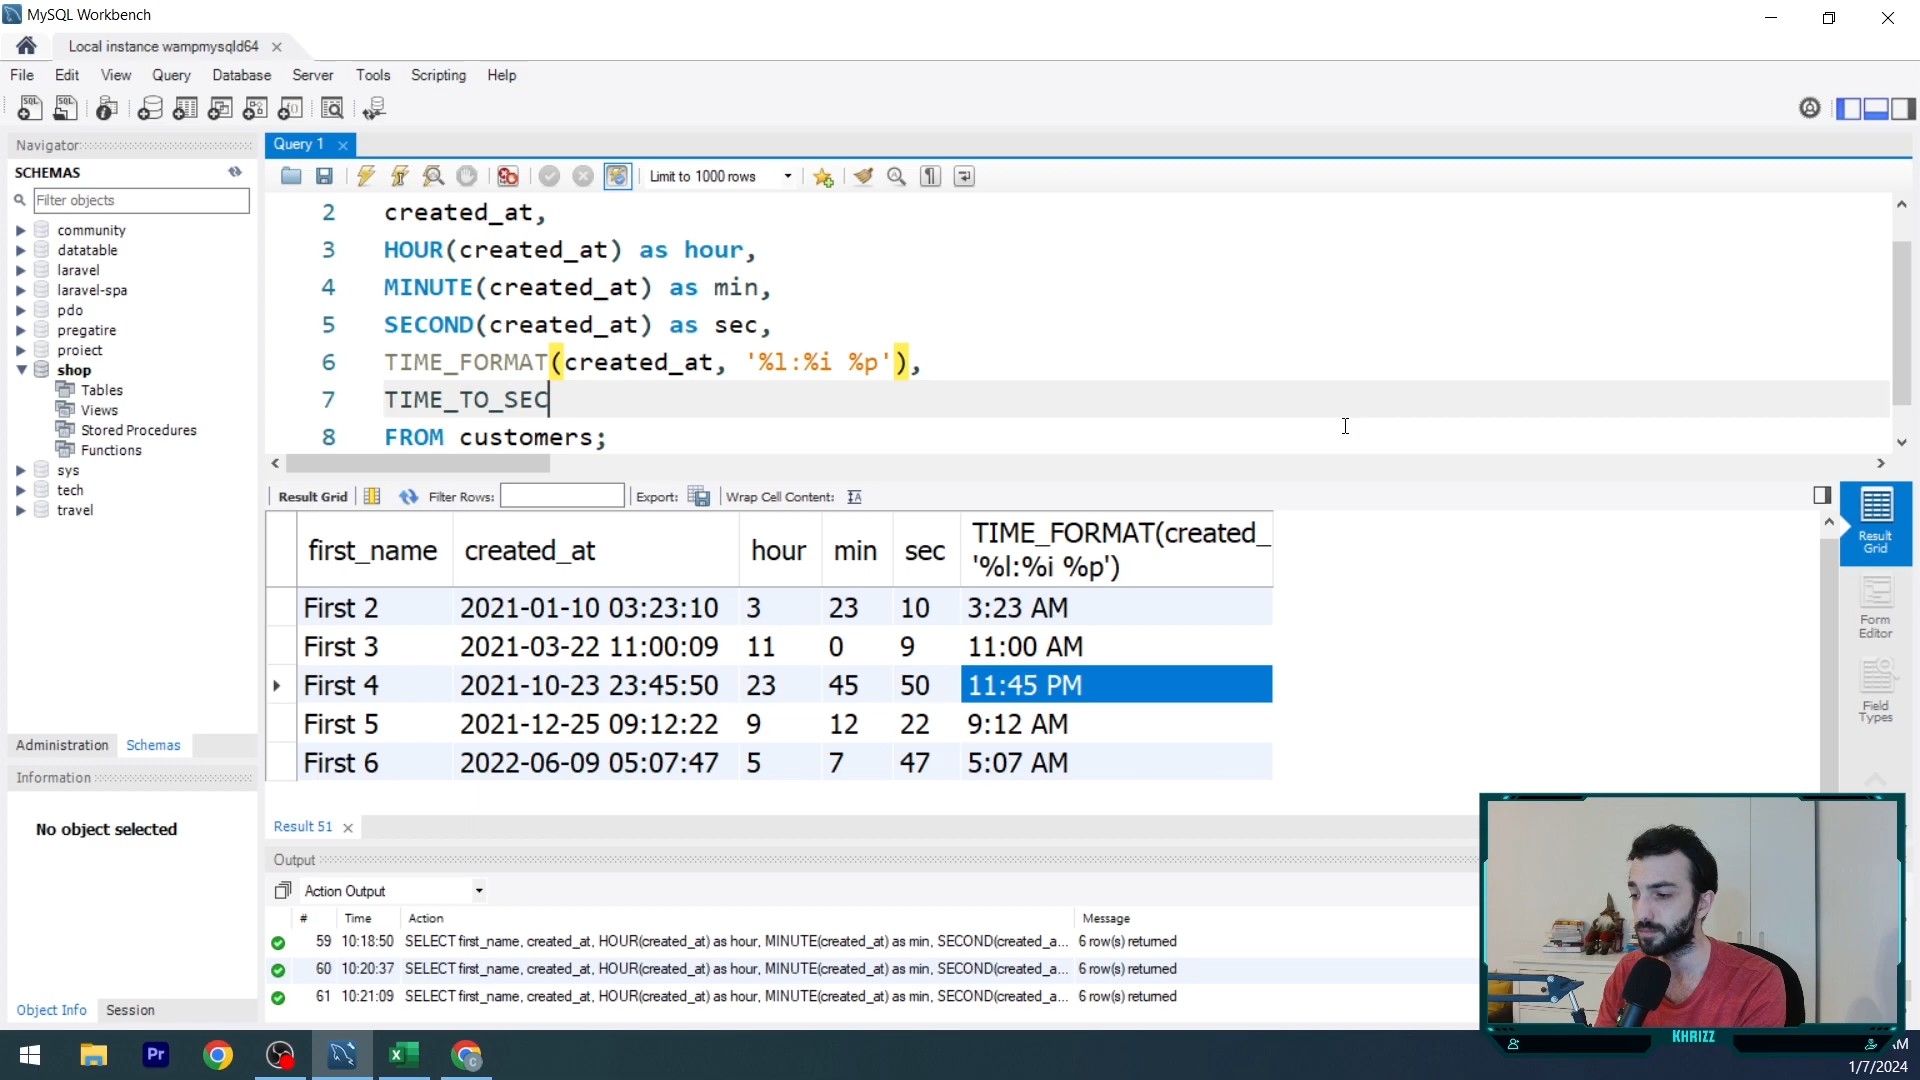 MySQL Workbench
Local instance wampmysqld64
File Edit View Query Database Server Tools Scripting Help
Navigator
Query 1
SCHEMAS
Limit to 1000 rows
Filter objects
community
datatable
laravel
laravel-spa
pdo
pregatire
proiect
shop
Tables
Views
Stored Procedures
Functions
sys
tech
travel
2 created_at,
3 HOUR(created_at) as hour,
4 MINUTE(created_at) as min,
5 SECOND(created_at) as sec,
6 TIME_FORMAT(created_at, '%l:%i %p'),
7 TIME_TO_SEC
8 FROM customers;
Result Grid Filter Rows: Export: Wrap Cell Content:
first_name created_at hour min sec TIME_FORMAT(created_
'%l:%i %p')
First 2 2021-01-10 03:23:10 3 23 10 3:23 AM
First 3 2021-03-22 11:00:09 11 0 9 11:00 AM
First 4 2021-10-23 23:45:50 23 45 50 11:45 PM
First 5 2021-12-25 09:12:22 9 12 22 9:12 AM
First 6 2022-06-09 05:07:47 5 7 47 5:07 AM
Result
Grid
Form
Editor
Field
Types
Administration Schemas
Information
No object selected
Object Info Session
Result 51
Output
Action Output
# Time Action Message
59 10:18:50 SELECT first_name, created_at, HOUR(created_at) as hour, MINUTE(created_at) as min, SECOND(created_a... 6 row(s) returned
60 10:20:37 SELECT first_name, created_at, HOUR(created_at) as hour, MINUTE(created_at) as min, SECOND(created_a... 6 row(s) returned
61 10:21:09 SELECT first_name, created_at, HOUR(created_at) as hour, MINUTE(created_at) as min, SECOND(created_a... 6 row(s) returned
KHRIZZ
Pr
AM
1/7/2024